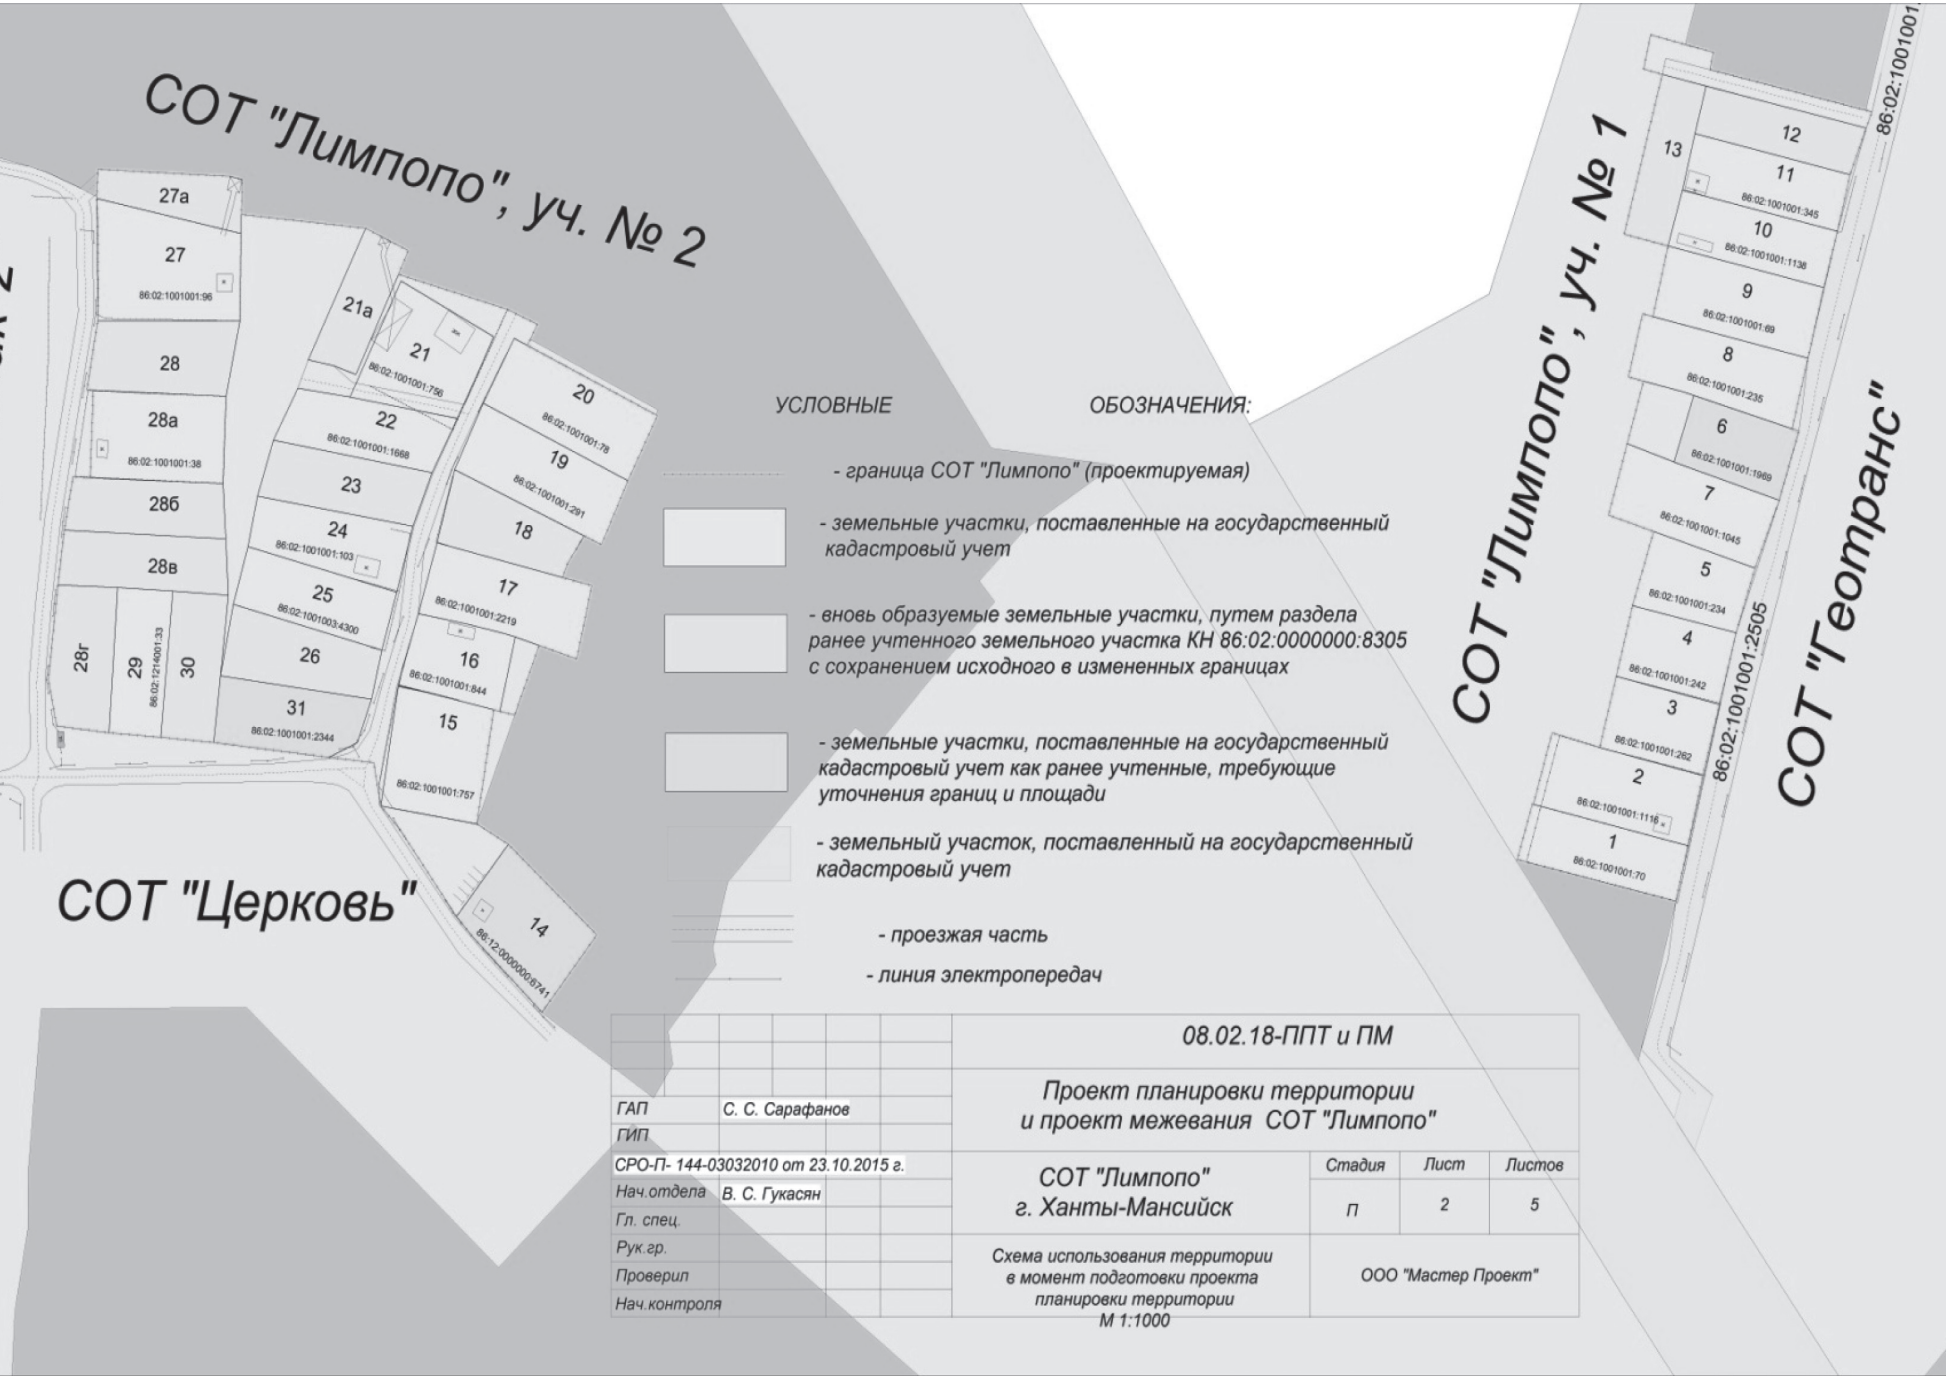 СОТ "Лимпопо", уч. № 2
27а
27
86:02:1001001:96
28
28а
86:02:1001001:38
28б
28в
28г
29
86:02:1214001:33
30
21а
21
86:02:1001001:756
22
86:02:1001001:1668
23
24
86:02:1001001:103
25
86:02:1001003:4300
26
31
86:02:1001001:2344
20
86:02:1001001:78
19
86:02:1001001:291
18
17
86:02:1001001:2219
16
86:02:1001001:844
15
86:02:1001001:757
14
86:12:0000000:6741
СОТ "Церковь"
УСЛОВНЫЕ ОБОЗНАЧЕНИЯ:
- граница СОТ "Лимпопо" (проектируемая)
- земельные участки, поставленные на государственный
кадастровый учет
- вновь образуемые земельные участки, путем раздела
ранее учтенного земельного участка КН 86:02:0000000:8305
с сохранением исходного в измененных границах
- земельные участки, поставленные на государственный
кадастровый учет как ранее учтенные, требующие
уточнения границ и площади
- земельный участок, поставленный на государственный
кадастровый учет
- проезжая часть
- линия электропередач
СОТ "Лимпопо", уч. № 1
13
12
11
86:02:1001001:345
10
86:02:1001001:1138
9
86:02:1001001:69
8
86:02:1001001:235
6
86:02:1001001:1969
7
86:02:1001001:1045
5
86:02:1001001:234
4
86:02:1001001:242
3
86:02:1001001:262
2
86:02:1001001:1116
1
86:02:1001001:70
86:02:1001001:2505
СОТ "Геотранс"
08.02.18-ППТ и ПМ
Проект планировки территории
и проект межевания СОТ "Лимпопо"
ГАП С. С. Сарафанов
ГИП
СРО-П- 144-03032010 от 23.10.2015 г.
Нач.отдела В. С. Гукасян
Гл. спец.
Рук.гр.
Проверил
Нач.контроля
СОТ "Лимпопо"
г. Ханты-Мансийск
Стадия Лист Листов
П 2 5
Схема использования территории
в момент подготовки проекта
планировки территории
М 1:1000
ООО "Мастер Проект"